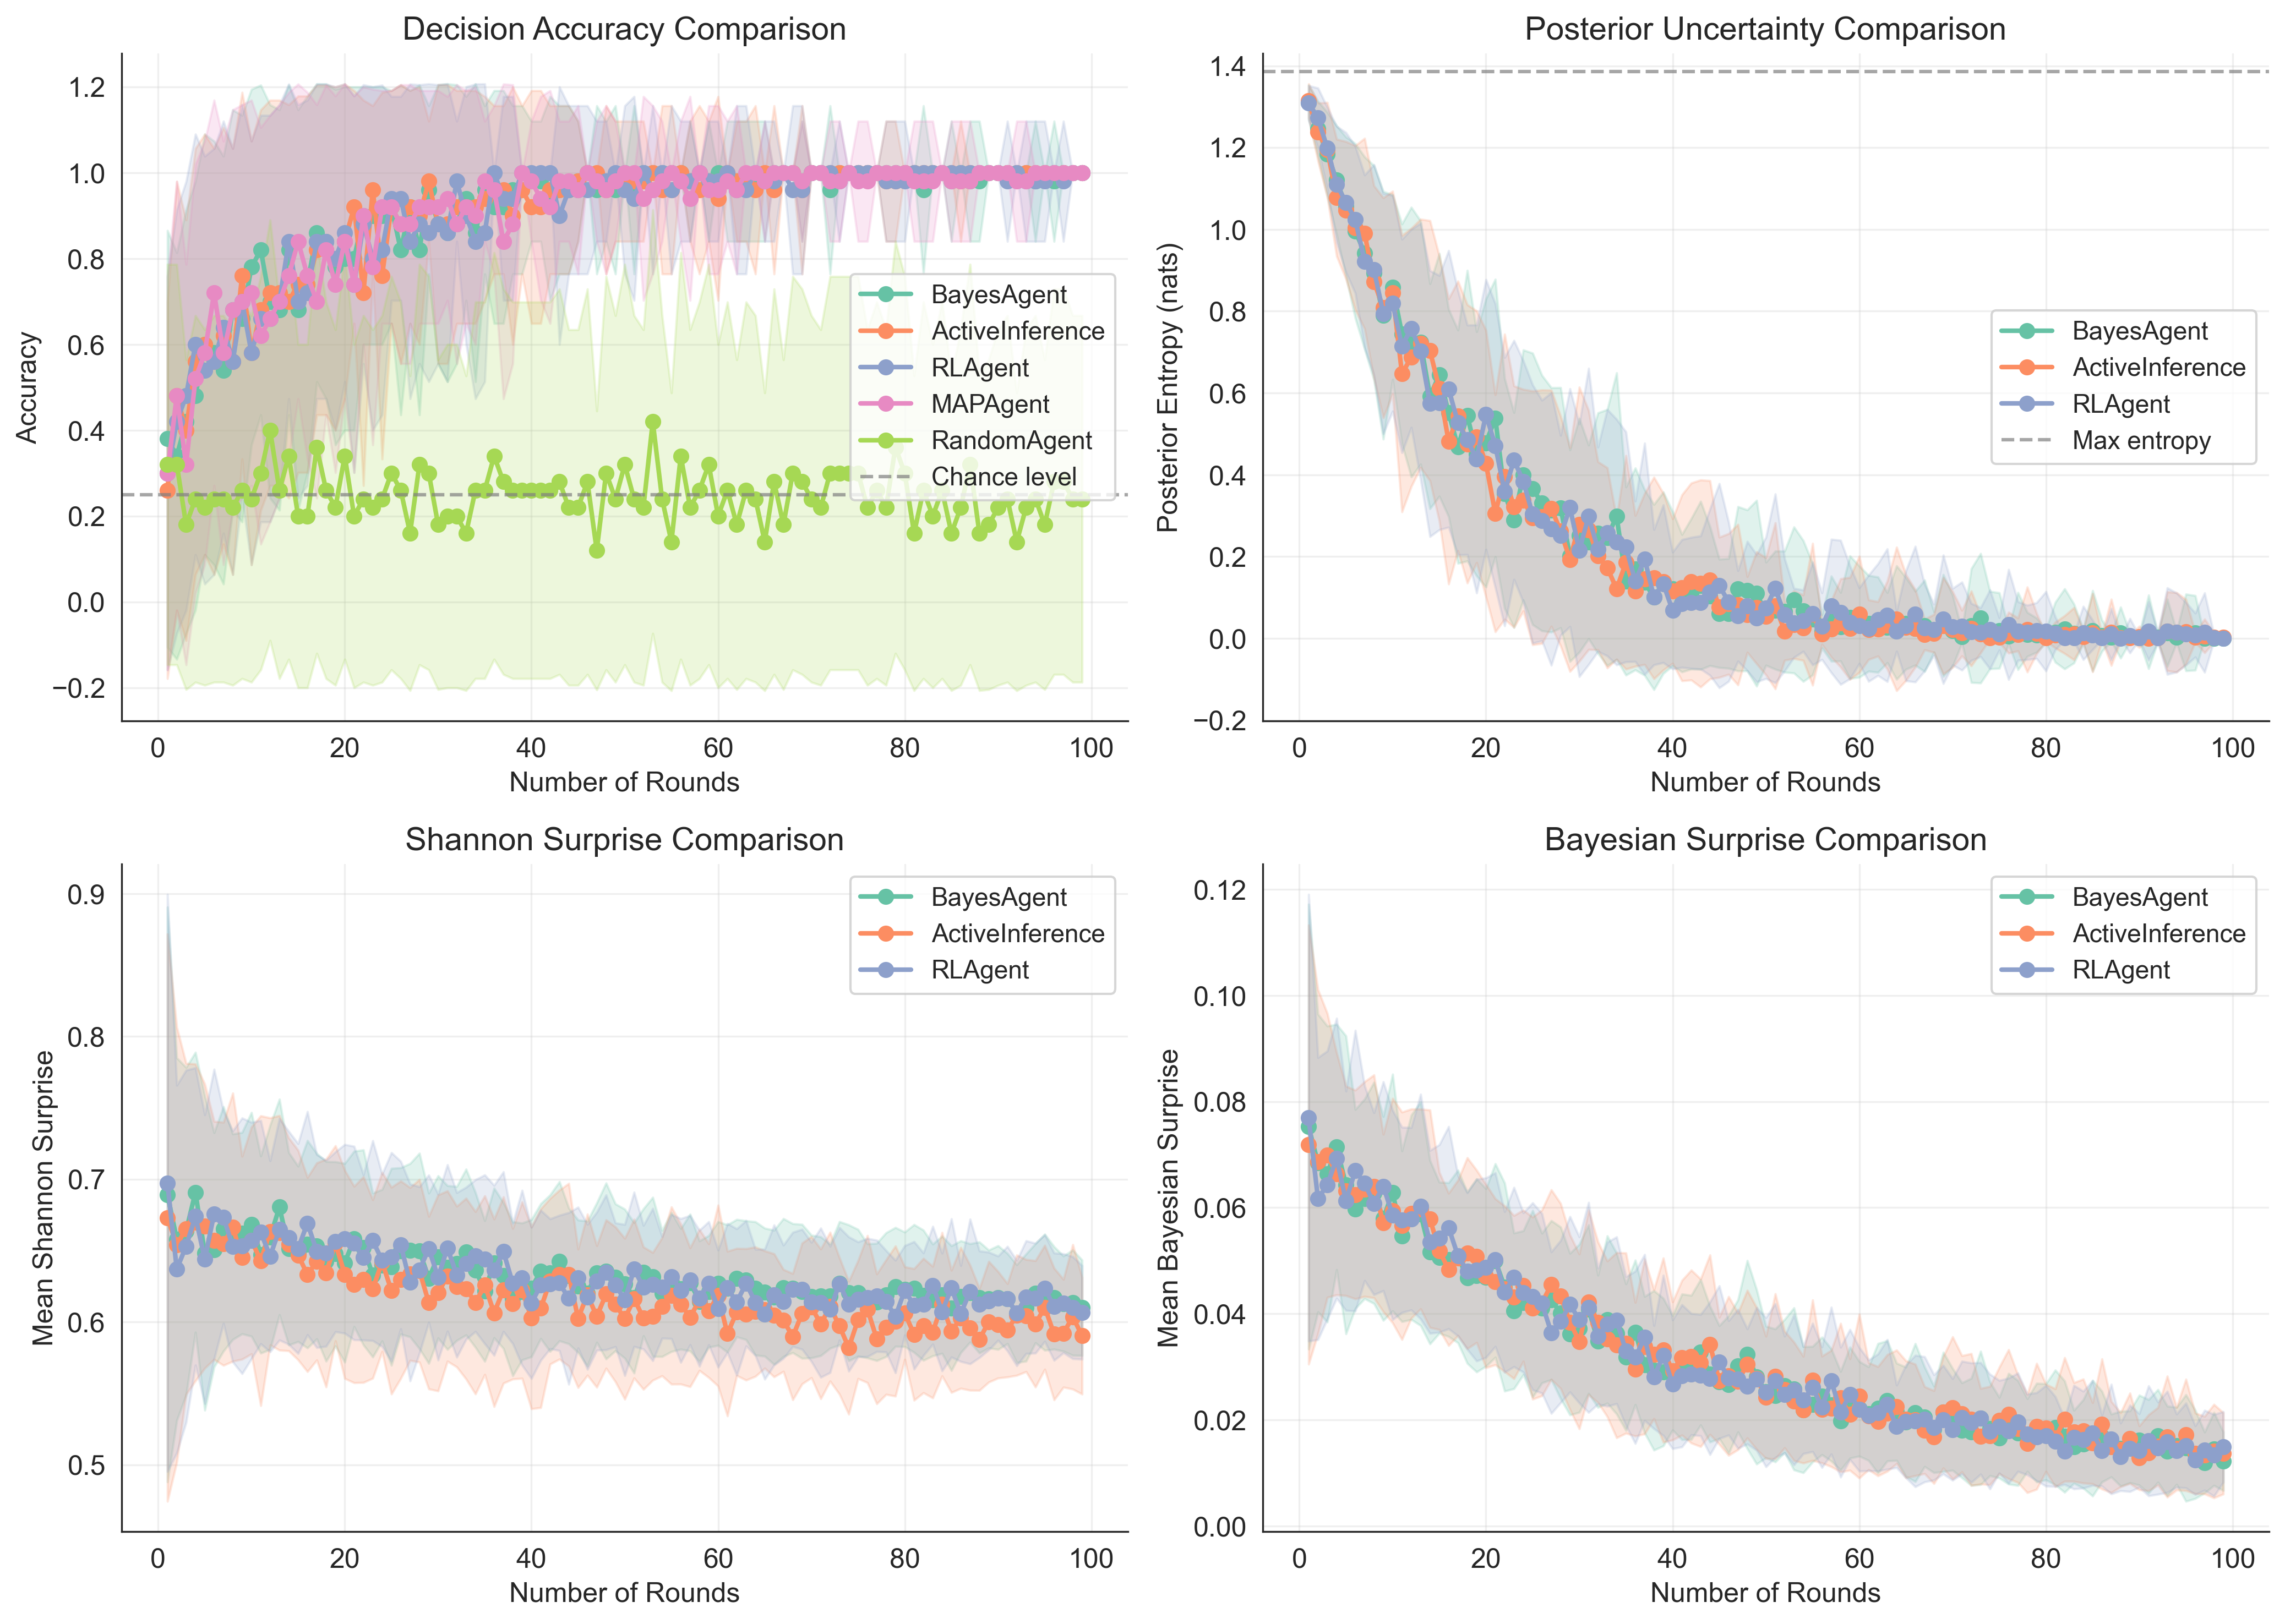 Decision Accuracy Comparison
Accuracy
1.2
1.0
0.8
0.6
0.4
0.2
0.0
−0.2
BayesAgent
ActiveInference
RLAgent
MAPAgent
RandomAgent
Chance level
0 20 40 60 80 100
Number of Rounds
Posterior Uncertainty Comparison
Posterior Entropy (nats)
1.4
1.2
1.0
0.8
0.6
0.4
0.2
0.0
−0.2
BayesAgent
ActiveInference
RLAgent
Max entropy
0 20 40 60 80 100
Number of Rounds
Shannon Surprise Comparison
Mean Shannon Surprise
0.9
0.8
0.7
0.6
0.5
BayesAgent
ActiveInference
RLAgent
0 20 40 60 80 100
Number of Rounds
Bayesian Surprise Comparison
Mean Bayesian Surprise
0.12
0.10
0.08
0.06
0.04
0.02
0.00
BayesAgent
ActiveInference
RLAgent
0 20 40 60 80 100
Number of Rounds